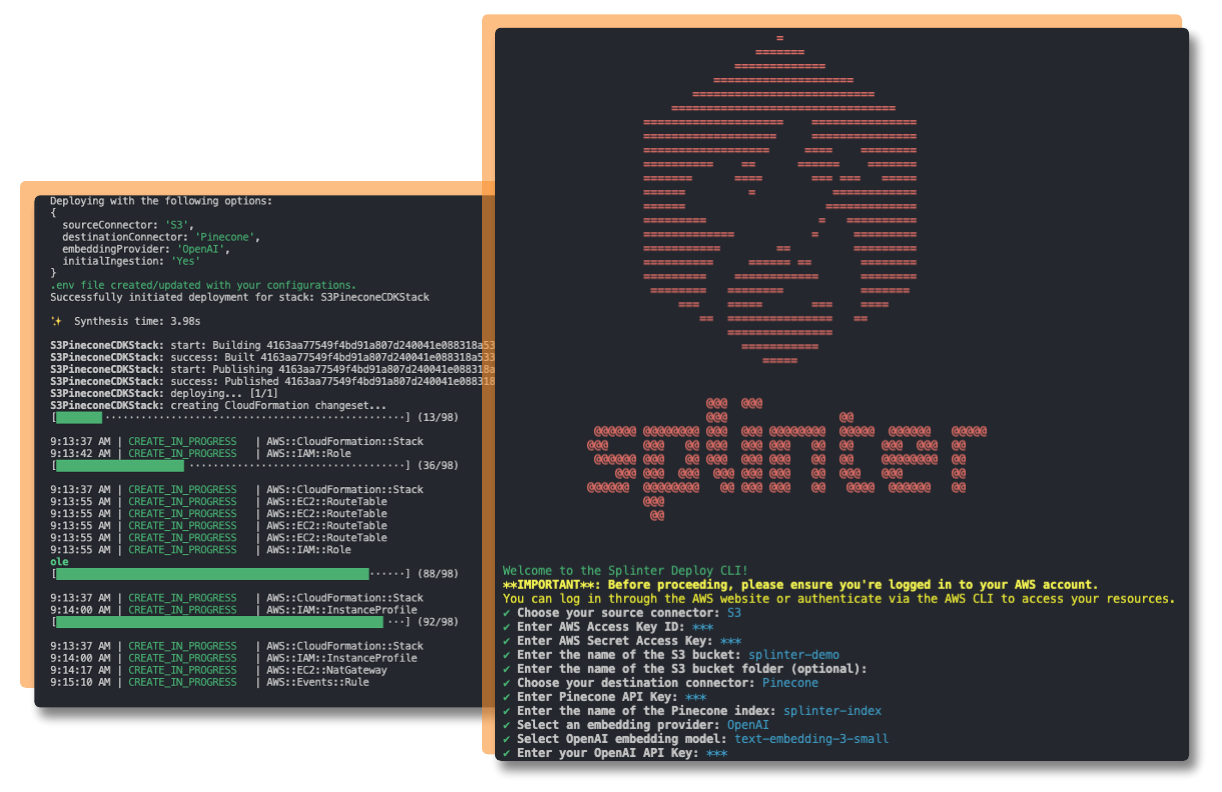 Deploying with the following options:
{
sourceConnector: 'S3',
destinationConnector: 'Pinecone',
embeddingProvider: 'OpenAI',
initialIngestion: 'Yes'
}
.env file created/updated with your configurations.
Successfully initiated deployment for stack: S3PineconeCDKStack
✨ Synthesis time: 3.98s
S3PineconeCDKStack: start: Building 4163aa77549f4bd91a807d240041e088318a533
S3PineconeCDKStack: success: Built 4163aa77549f4bd91a807d240041e088318a533
S3PineconeCDKStack: start: Publishing 4163aa77549f4bd91a807d240041e088318a
S3PineconeCDKStack: success: Published 4163aa77549f4bd91a807d240041e088318
S3PineconeCDKStack: deploying... [1/1]
S3PineconeCDKStack: creating CloudFormation changeset...
(13/98)
9:13:37 AM | CREATE_IN_PROGRESS | AWS::CloudFormation::Stack
9:13:42 AM | CREATE_IN_PROGRESS | AWS::IAM::Role
(36/98)
9:13:37 AM | CREATE_IN_PROGRESS | AWS::CloudFormation::Stack
9:13:55 AM | CREATE_IN_PROGRESS | AWS::EC2::RouteTable
9:13:55 AM | CREATE_IN_PROGRESS | AWS::EC2::RouteTable
9:13:55 AM | CREATE_IN_PROGRESS | AWS::EC2::RouteTable
9:13:55 AM | CREATE_IN_PROGRESS | AWS::EC2::RouteTable
9:13:55 AM | CREATE_IN_PROGRESS | AWS::IAM::Role
ole
(88/98)
9:13:37 AM | CREATE_IN_PROGRESS | AWS::CloudFormation::Stack
9:14:00 AM | CREATE_IN_PROGRESS | AWS::IAM::InstanceProfile
(92/98)
9:13:37 AM | CREATE_IN_PROGRESS | AWS::CloudFormation::Stack
9:14:00 AM | CREATE_IN_PROGRESS | AWS::IAM::InstanceProfile
9:14:17 AM | CREATE_IN_PROGRESS | AWS::EC2::NatGateway
9:15:10 AM | CREATE_IN_PROGRESS | AWS::Events::Rule
splinter
Welcome to the Splinter Deploy CLI!
**IMPORTANT**: Before proceeding, please ensure you're logged in to your AWS account.
You can log in through the AWS website or authenticate via the AWS CLI to access your resources.
✔ Choose your source connector: S3
✔ Enter AWS Access Key ID: ***
✔ Enter AWS Secret Access Key: ***
✔ Enter the name of the S3 bucket: splinter-demo
✔ Enter the name of the S3 bucket folder (optional):
✔ Choose your destination connector: Pinecone
✔ Enter Pinecone API Key: ***
✔ Enter the name of the Pinecone index: splinter-index
✔ Select an embedding provider: OpenAI
✔ Select OpenAI embedding model: text-embedding-3-small
✔ Enter your OpenAI API Key: ***